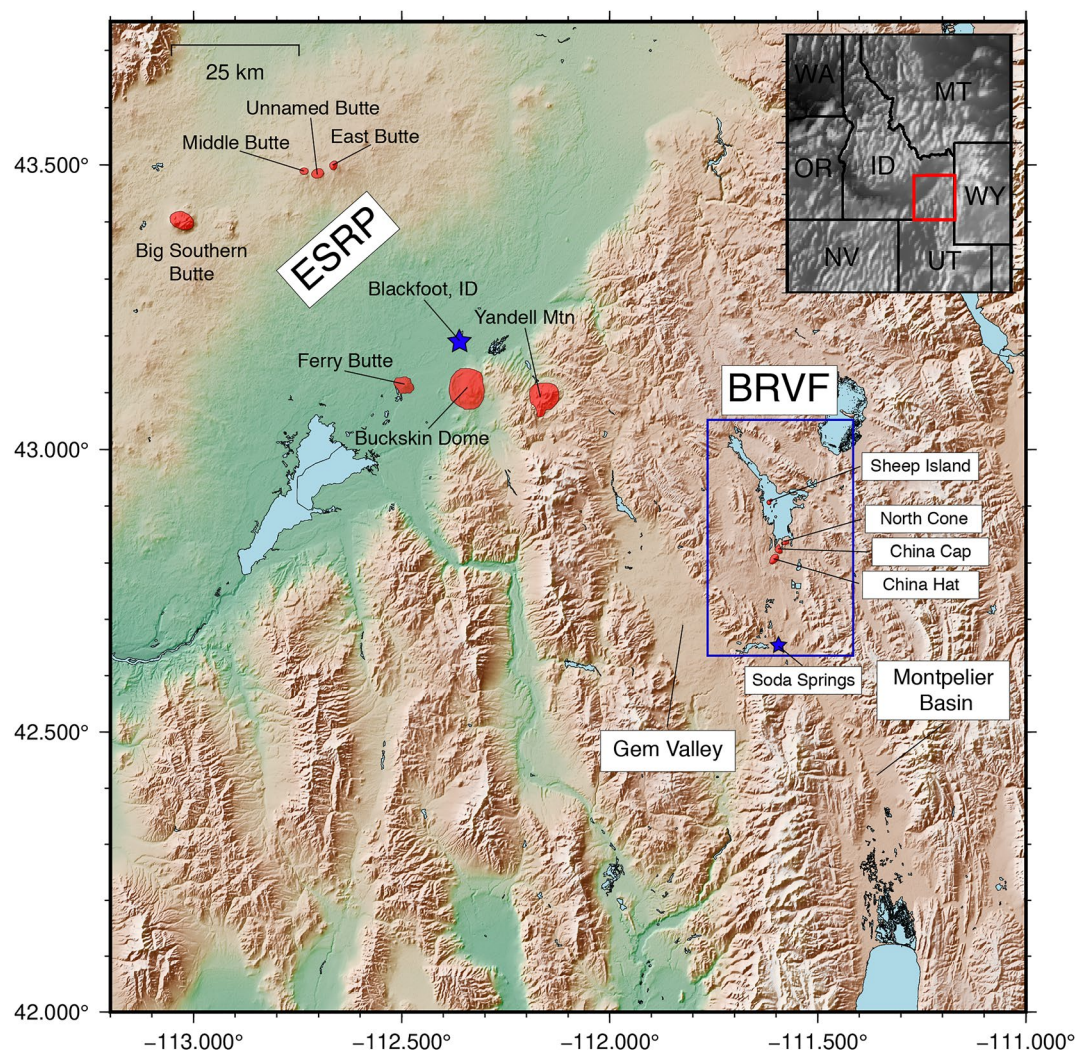 25 km
Unnamed Butte
Middle Butte
East Butte
Big Southern
Butte
ESRP
Blackfoot, ID
Yandell Mtn
Ferry Butte
Buckskin Dome
WA
MT
OR
ID
WY
NV
UT
BRVF
Sheep Island
North Cone
China Cap
China Hat
Soda Springs
Montpelier
Basin
Gem Valley
43.500°
43.000°
42.500°
42.000°
−113.000°
−112.500°
−112.000°
−111.500°
−111.000°